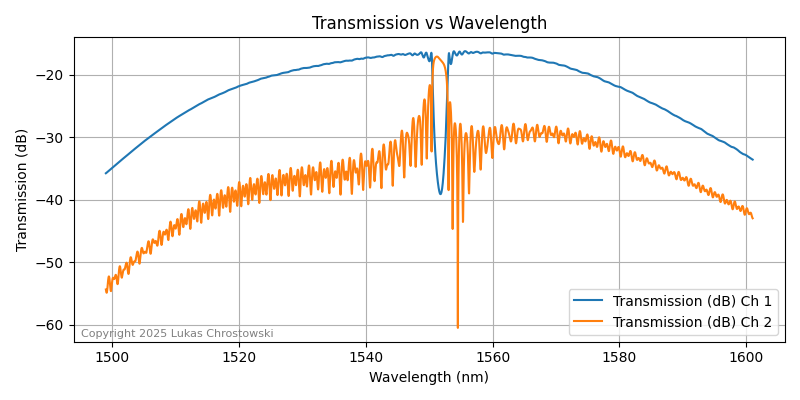 Transmission vs Wavelength
Transmission (dB)
−20
−30
−40
−50
−60
Transmission (dB) Ch 1
Transmission (dB) Ch 2
Copyright 2025 Lukas Chrostowski
1500 1520 1540 1560 1580 1600
Wavelength (nm)